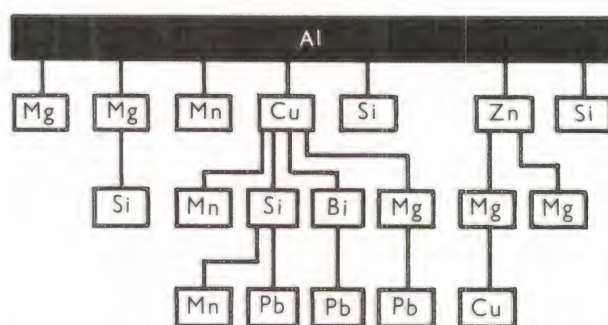 Al
Mg Mg Mn Cu Si Zn Si
Si Mn Si Bi Mg Mg Mg
Mn Pb Pb Pb Cu